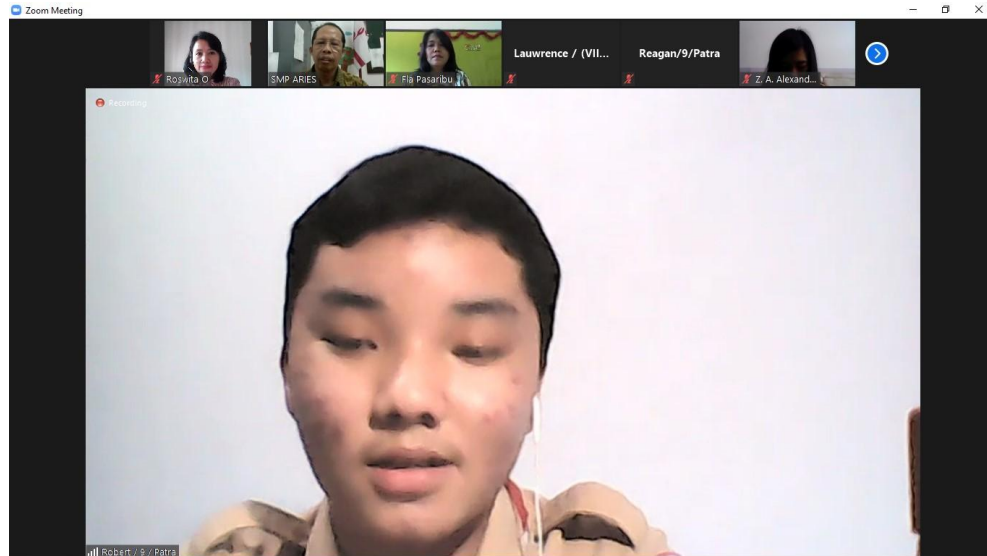 Zoom Meeting
Roswita O.
SMP ARIES
Fla Pasaribu
Lauwrence / (VII...
Reagan/9/Patra
Z. A. Alexand...
Recording
Robert / 9 / Patra